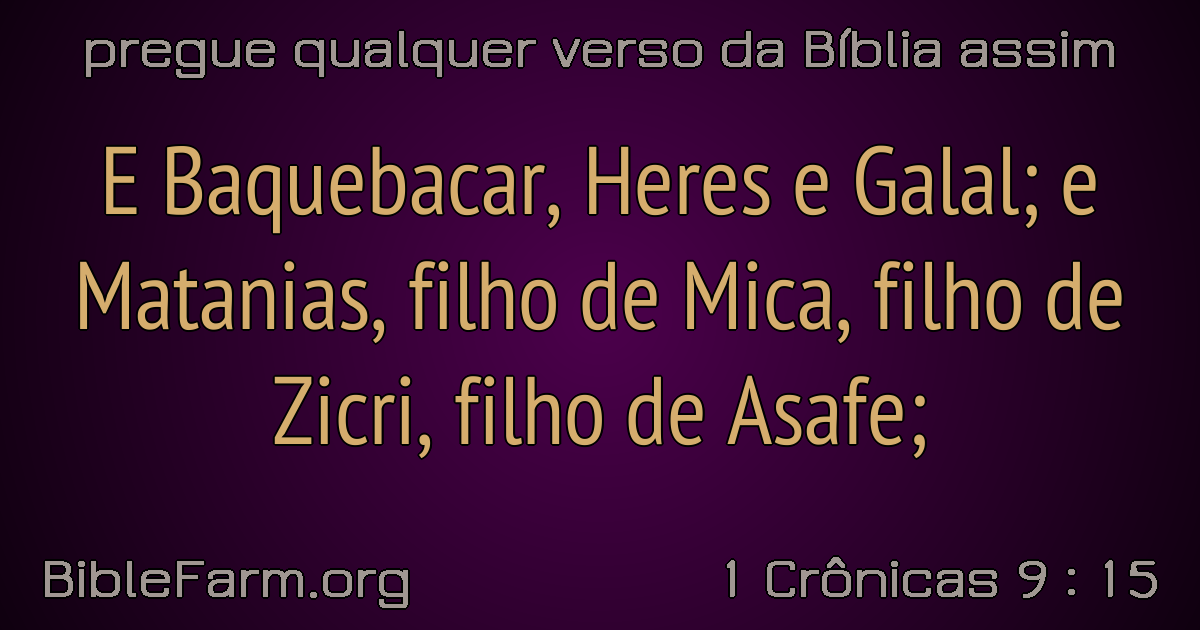 pregue qualquer verso da Bíblia assim
E Baquebacar, Heres e Galal; e
Matanias, filho de Mica, filho de
Zicri, filho de Asafe;
BibleFarm.org
1 Crônicas 9 : 15